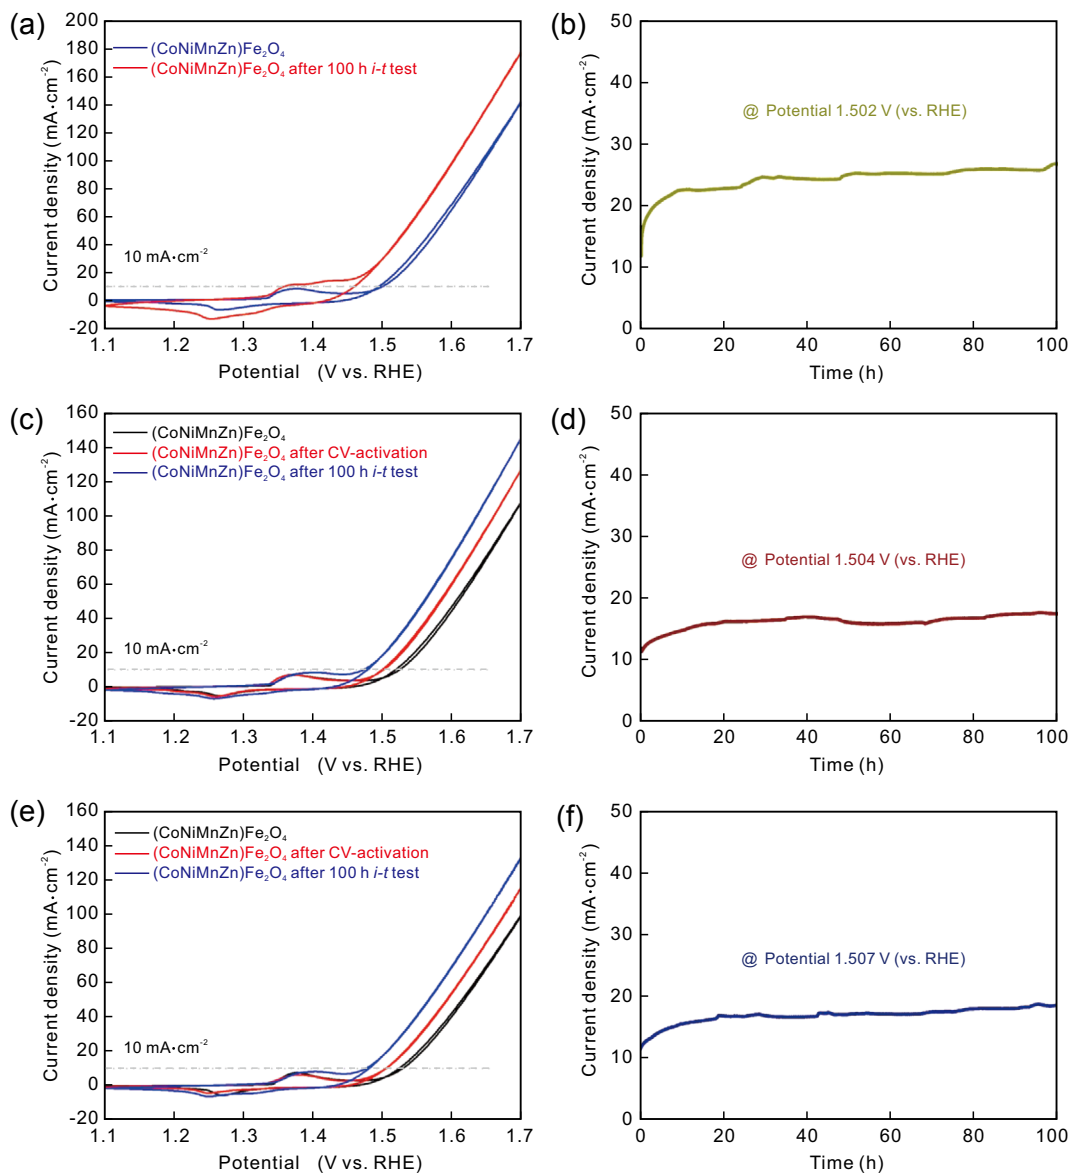 (a)
200
180
160
140
120
100
80
60
40
20
0
-20
Current density (mA·cm⁻²)
(CoNiMnZn)Fe₂O₄
(CoNiMnZn)Fe₂O₄ after 100 h i-t test
10 mA·cm⁻²
1.1 1.2 1.3 1.4 1.5 1.6 1.7
Potential (V vs. RHE)
(b)
50
40
30
20
10
0
Current density (mA·cm⁻²)
@ Potential 1.502 V (vs. RHE)
0 20 40 60 80 100
Time (h)
(c)
160
140
120
100
80
60
40
20
0
-20
Current density (mA·cm⁻²)
(CoNiMnZn)Fe₂O₄
(CoNiMnZn)Fe₂O₄ after CV-activation
(CoNiMnZn)Fe₂O₄ after 100 h i-t test
10 mA·cm⁻²
1.1 1.2 1.3 1.4 1.5 1.6 1.7
Potential (V vs. RHE)
(d)
50
40
30
20
10
0
Current density (mA·cm⁻²)
@ Potential 1.504 V (vs. RHE)
0 20 40 60 80 100
Time (h)
(e)
160
140
120
100
80
60
40
20
0
-20
Current density (mA·cm⁻²)
(CoNiMnZn)Fe₂O₄
(CoNiMnZn)Fe₂O₄ after CV-activation
(CoNiMnZn)Fe₂O₄ after 100 h i-t test
10 mA·cm⁻²
1.1 1.2 1.3 1.4 1.5 1.6 1.7
Potential (V vs. RHE)
(f)
50
40
30
20
10
0
Current density (mA·cm⁻²)
@ Potential 1.507 V (vs. RHE)
0 20 40 60 80 100
Time (h)